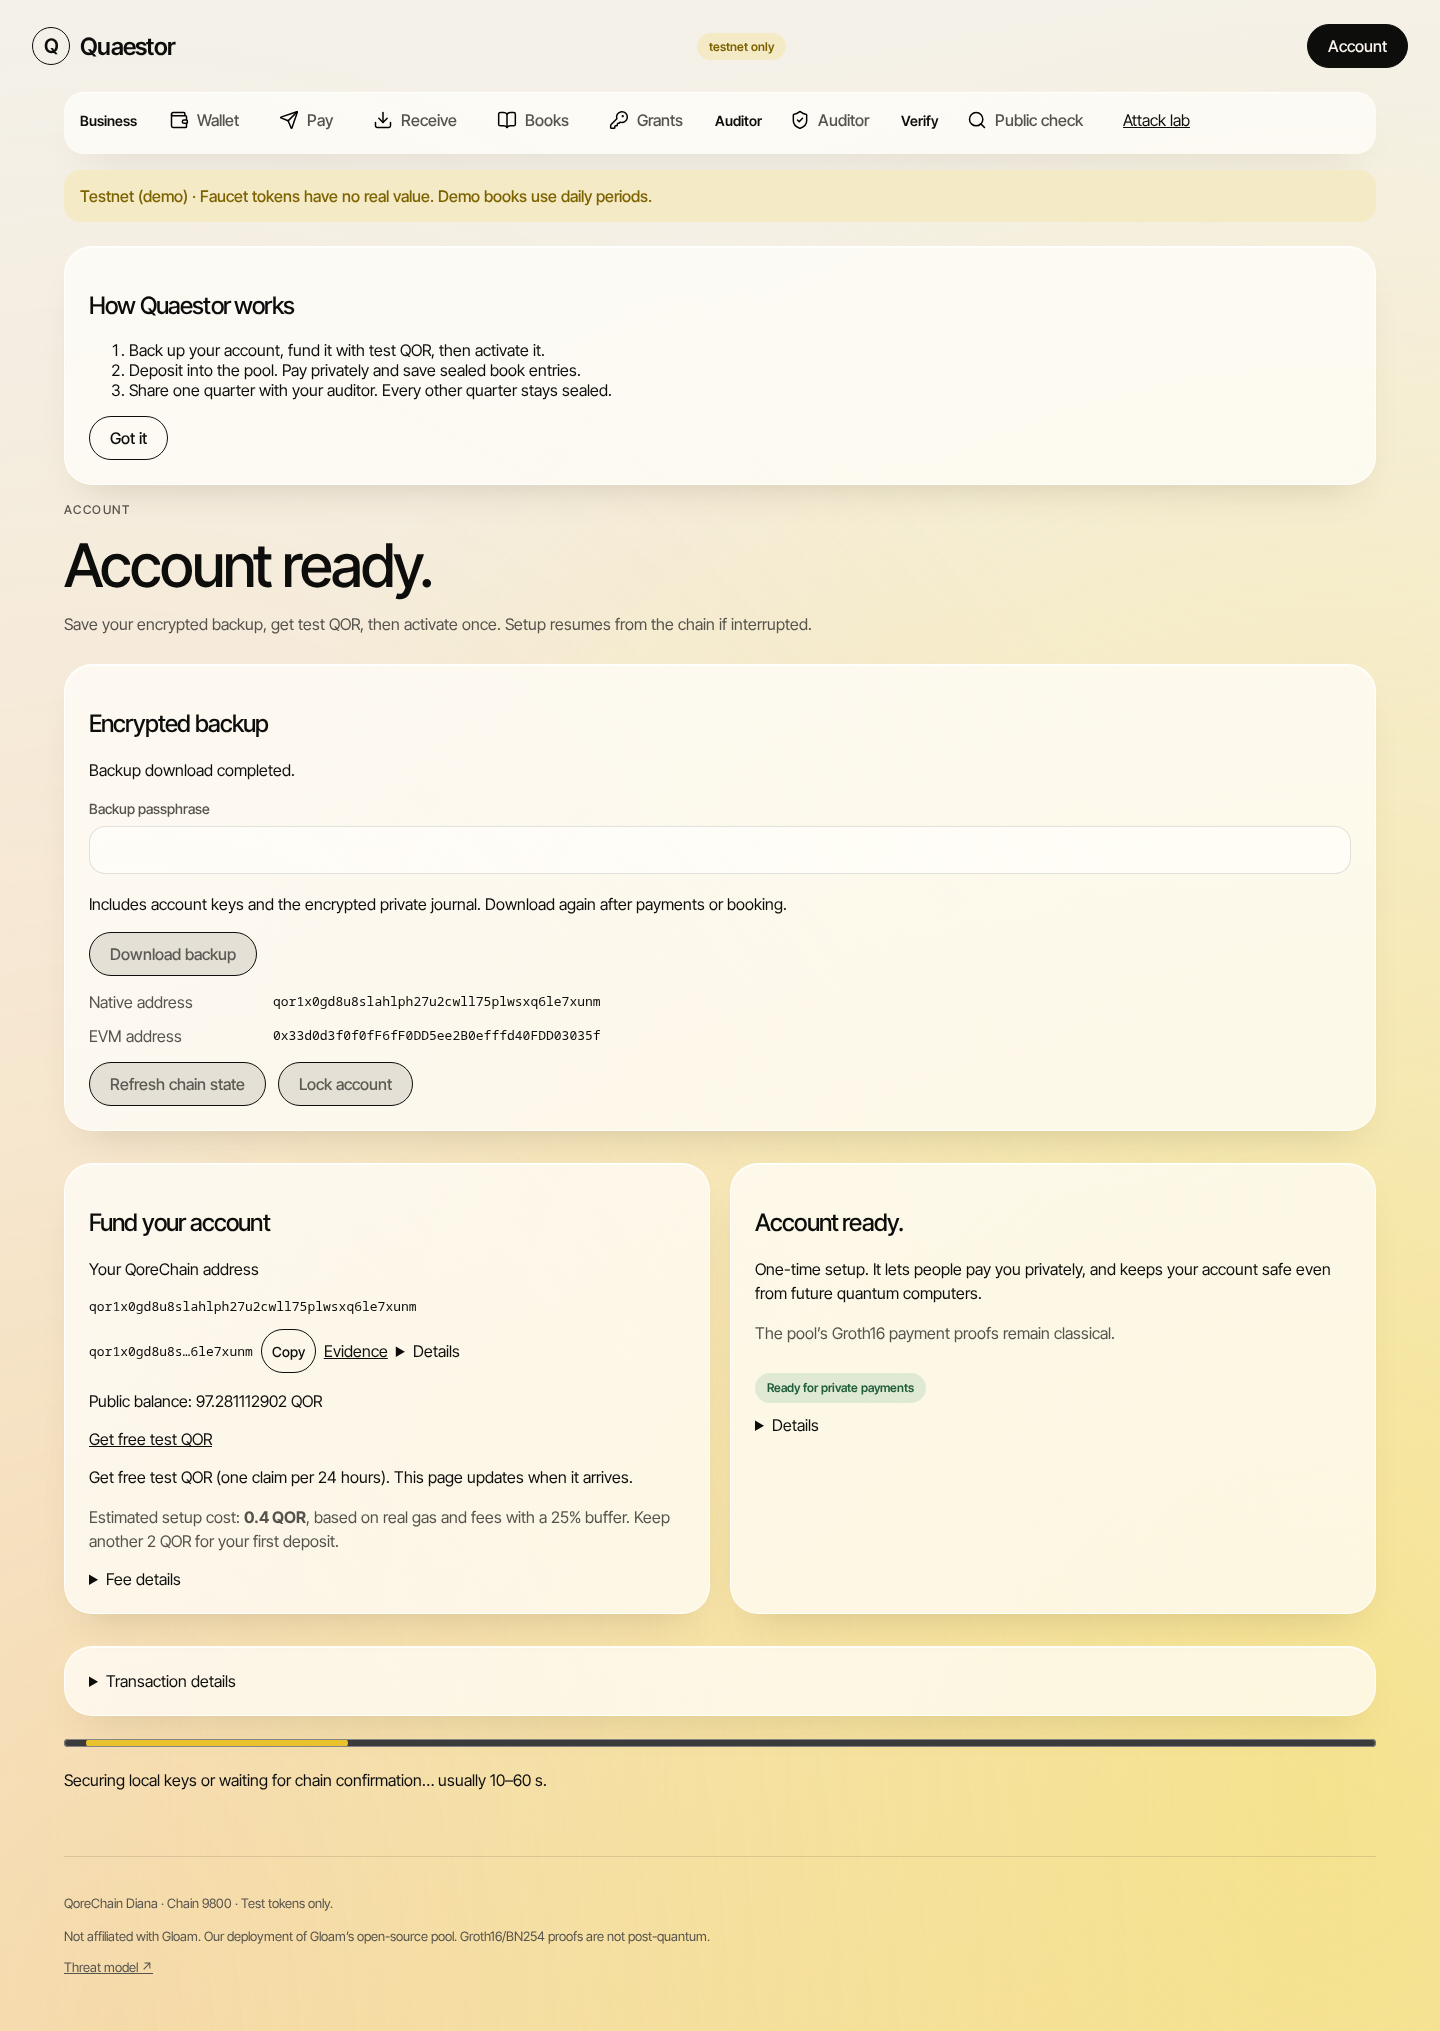 Q Quaestor
testnet only
Account
Business Wallet Pay Receive Books Grants Auditor Auditor Verify Public check Attack lab
Testnet (demo) · Faucet tokens have no real value. Demo books use daily periods.
How Quaestor works
1. Back up your account, fund it with test QOR, then activate it.
2. Deposit into the pool. Pay privately and save sealed book entries.
3. Share one quarter with your auditor. Every other quarter stays sealed.
Got it
ACCOUNT
Account ready.
Save your encrypted backup, get test QOR, then activate once. Setup resumes from the chain if interrupted.
Encrypted backup
Backup download completed.
Backup passphrase
Includes account keys and the encrypted private journal. Download again after payments or booking.
Download backup
Native address qor1x0gd8u8slahlph27u2cwll75plwsxq6le7xunm
EVM address 0x33d0d3f0f0fF6fF0DD5ee2B0efffd40FDD03035f
Refresh chain state Lock account
Fund your account
Your QoreChain address
qor1x0gd8u8slahlph27u2cwll75plwsxq6le7xunm
qor1x0gd8u8s…6le7xunm Copy Evidence Details
Public balance: 97.281112902 QOR
Get free test QOR
Get free test QOR (one claim per 24 hours). This page updates when it arrives.
Estimated setup cost: 0.4 QOR, based on real gas and fees with a 25% buffer. Keep
another 2 QOR for your first deposit.
Fee details
Account ready.
One-time setup. It lets people pay you privately, and keeps your account safe even
from future quantum computers.
The pool’s Groth16 payment proofs remain classical.
Ready for private payments
Details
Transaction details
Securing local keys or waiting for chain confirmation… usually 10–60 s.
QoreChain Diana · Chain 9800 · Test tokens only.
Not affiliated with Gloam. Our deployment of Gloam’s open-source pool. Groth16/BN254 proofs are not post-quantum.
Threat model ↗